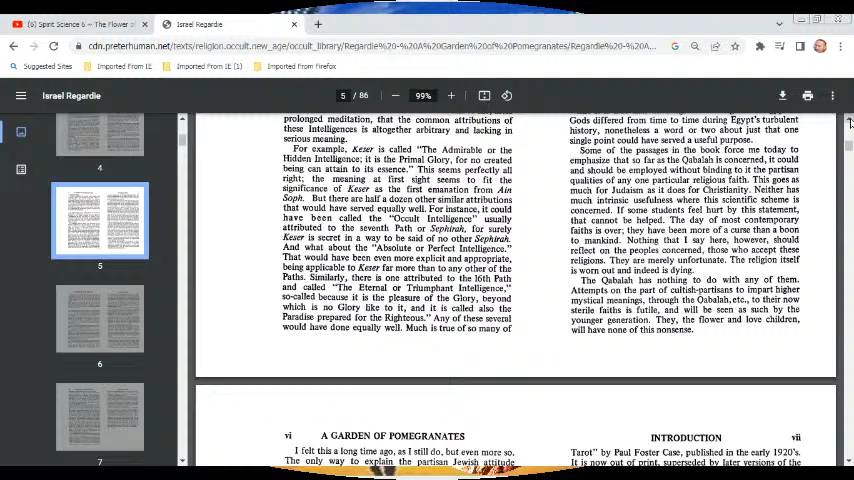 (6) Spirit Science 6 ~ The Flower of
Israel Regardie
cdn.preterhuman.net/texts/religion.occult.new_age/occult_library/Regardie%20-%20A%20Garden%20of%20Pomegranates/Regardie%20-%20A...
Suggested Sites
Imported From IE
Imported From IE (1)
Imported From Firefox
Israel Regardie
5 / 86
99%
4
5
6
7
prolonged meditation, that the common attributions of
these Intelligences is altogether arbitrary and lacking in
serious meaning.
For example, Keser is called "The Admirable or the
Hidden Intelligence; it is the Primal Glory, for no created
being can attain to its essence." This seems perfectly all
right; the meaning at first sight seems to fit the
significance of Keser as the first emanation from Ain
Soph. But there are half a dozen other similar attributions
that would have served equally well. For instance, it could
have been called the "Occult Intelligence" usually
attributed to the seventh Path or Sephirah, for surely
Keser is secret in a way to be said of no other Sephirah.
And what about the "Absolute or Perfect Intelligence."
That would have been even more explicit and appropriate,
being applicable to Keser far more than to any other of the
Paths. Similarly, there is one attributed to the 16th Path
and called "The Eternal or Triumphant Intelligence,"
so-called because it is the pleasure of the Glory, beyond
which is no Glory like to it, and it is called also the
Paradise prepared for the Righteous." Any of these several
would have done equally well. Much is true of so many of
Gods differed from time to time during Egypt's turbulent
history, nonetheless a word or two about just that one
single point could have served a useful purpose.
Some of the passages in the book force me today to
emphasize that so far as the Qabalah is concerned, it could
and should be employed without binding to it the partisan
qualities of any one particular religious faith. This goes as
much for Judaism as it does for Christianity. Neither has
much intrinsic usefulness where this scientific scheme is
concerned. If some students feel hurt by this statement,
that cannot be helped. The day of most contemporary
faiths is over; they have been more of a curse than a boon
to mankind. Nothing that I say here, however, should
reflect on the peoples concerned, those who accept these
religions. They are merely unfortunate. The religion itself
is worn out and indeed is dying.
The Qabalah has nothing to do with any of them.
Attempts on the part of cultish-partisans to impart higher
mystical meanings, through the Qabalah, etc., to their now
sterile faiths is futile, and will be seen as such by the
younger generation. They, the flower and love children,
will have none of this nonsense.
vi A GARDEN OF POMEGRANATES
I felt this a long time ago, as I still do, but even more so.
The only way to explain the partisan Jewish attitude
INTRODUCTION vii
Tarot" by Paul Foster Case, published in the early 1920's.
It is now out of print, superseded by later versions of the